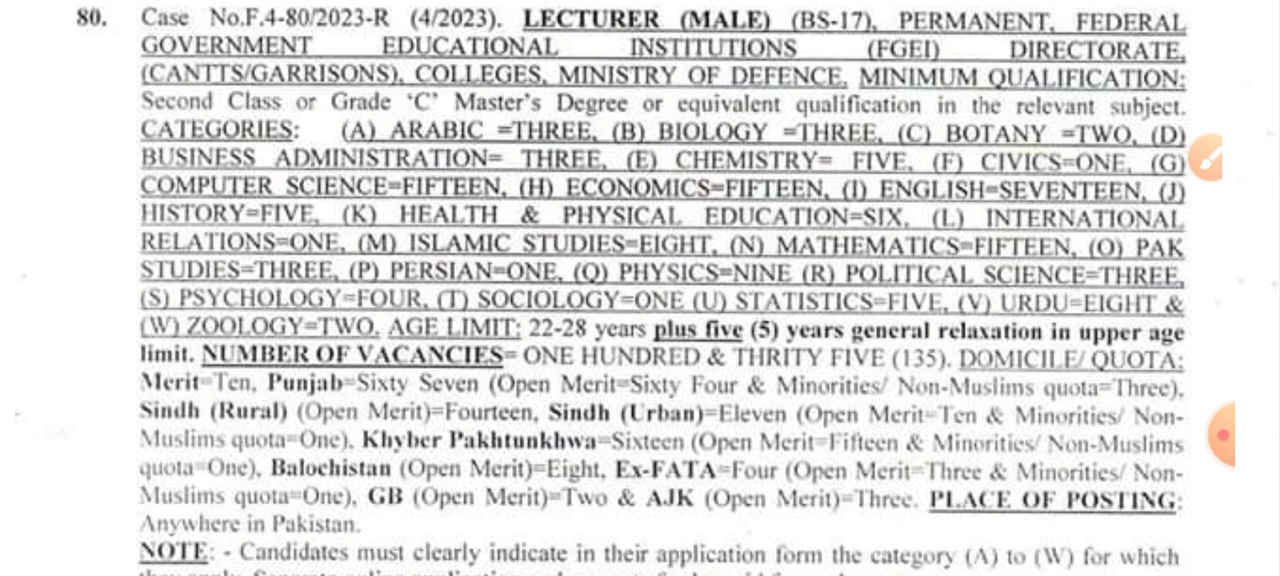 80. Case No.F.4-80/2023-R (4/2023). LECTURER (MALE) (BS-17), PERMANENT, FEDERAL
GOVERNMENT EDUCATIONAL INSTITUTIONS (FGEI) DIRECTORATE,
(CANTTS/GARRISONS), COLLEGES, MINISTRY OF DEFENCE. MINIMUM QUALIFICATION:
Second Class or Grade 'C' Master's Degree or equivalent qualification in the relevant subject.
CATEGORIES: (A) ARABIC =THREE, (B) BIOLOGY =THREE, (C) BOTANY =TWO, (D)
BUSINESS ADMINISTRATION= THREE, (E) CHEMISTRY= FIVE, (F) CIVICS=ONE, (G)
COMPUTER SCIENCE=FIFTEEN, (H) ECONOMICS=FIFTEEN, (I) ENGLISH=SEVENTEEN, (J)
HISTORY=FIVE, (K) HEALTH & PHYSICAL EDUCATION=SIX, (L) INTERNATIONAL
RELATIONS=ONE, (M) ISLAMIC STUDIES=EIGHT, (N) MATHEMATICS=FIFTEEN, (O) PAK
STUDIES=THREE, (P) PERSIAN=ONE, (Q) PHYSICS=NINE (R) POLITICAL SCIENCE=THREE,
(S) PSYCHOLOGY=FOUR, (T) SOCIOLOGY=ONE (U) STATISTICS=FIVE, (V) URDU=EIGHT &
(W) ZOOLOGY=TWO. AGE LIMIT: 22-28 years plus five (5) years general relaxation in upper age
limit. NUMBER OF VACANCIES= ONE HUNDRED & THRITY FIVE (135). DOMICILE/ QUOTA:
Merit=Ten, Punjab=Sixty Seven (Open Merit=Sixty Four & Minorities/ Non-Muslims quota=Three),
Sindh (Rural) (Open Merit)=Fourteen, Sindh (Urban)=Eleven (Open Merit=Ten & Minorities/ Non-
Muslims quota=One), Khyber Pakhtunkhwa=Sixteen (Open Merit=Fifteen & Minorities/ Non-Muslims
quota=One), Balochistan (Open Merit)=Eight, Ex-FATA=Four (Open Merit=Three & Minorities/ Non-
Muslims quota=One), GB (Open Merit)=Two & AJK (Open Merit)=Three. PLACE OF POSTING:
Anywhere in Pakistan.
NOTE: - Candidates must clearly indicate in their application form the category (A) to (W) for which